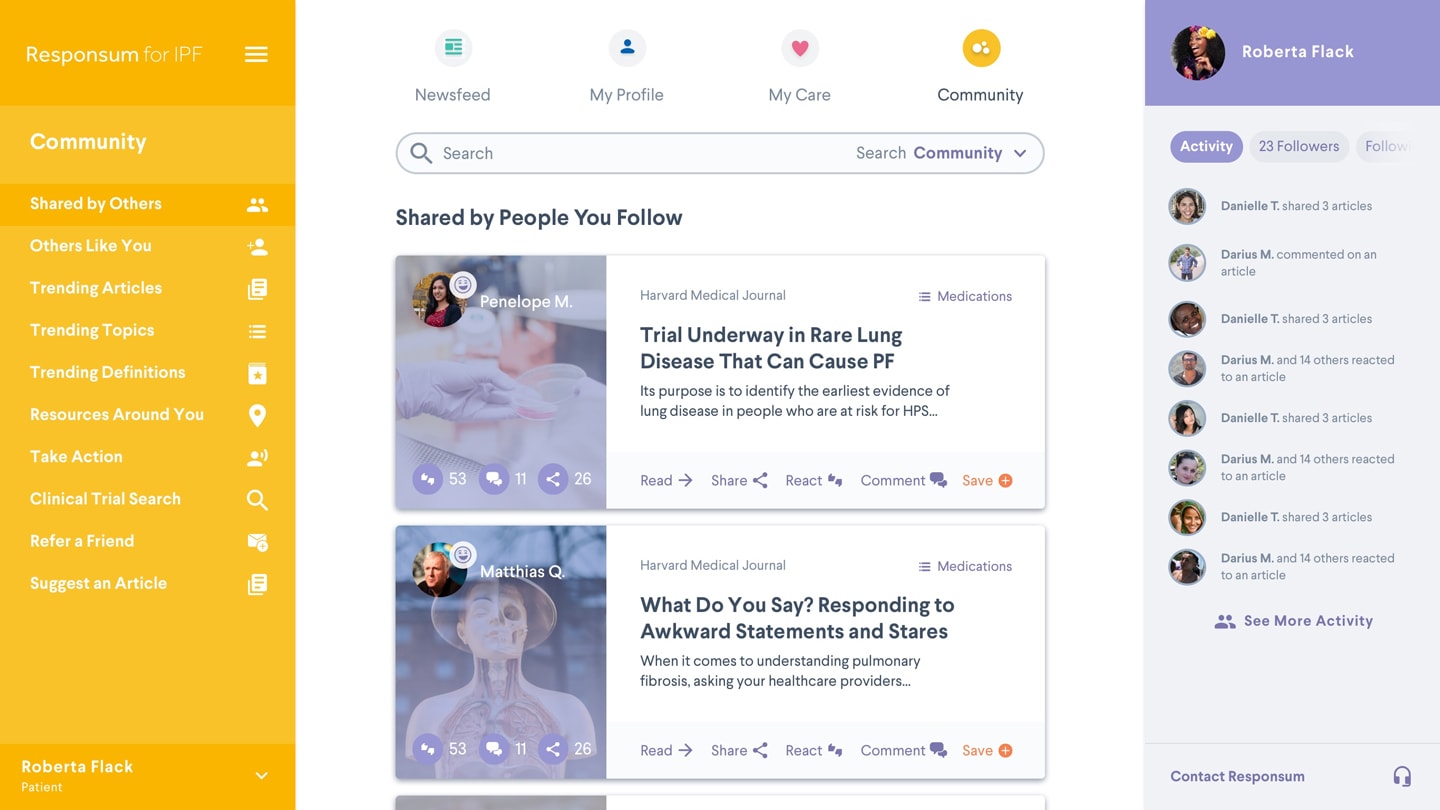 Responsum for IPF
Community
Shared by Others
Others Like You
Trending Articles
Trending Topics
Trending Definitions
Resources Around You
Take Action
Clinical Trial Search
Refer a Friend
Suggest an Article
Roberta Flack
Patient
Newsfeed
My Profile
My Care
Community
Search
Search Community
Shared by People You Follow
Penelope M.
53 11 26
Harvard Medical Journal
Medications
Trial Underway in Rare Lung
Disease That Can Cause PF
Its purpose is to identify the earliest evidence of
lung disease in people who are at risk for HPS...
Read Share React Comment Save
Matthias Q.
53 11 26
Harvard Medical Journal
Medications
What Do You Say? Responding to
Awkward Statements and Stares
When it comes to understanding pulmonary
fibrosis, asking your healthcare providers...
Read Share React Comment Save
Roberta Flack
Activity
23 Followers
Danielle T. shared 3 articles
Darius M. commented on an
article
Danielle T. shared 3 articles
Darius M. and 14 others reacted
to an article
Danielle T. shared 3 articles
Darius M. and 14 others reacted
to an article
Danielle T. shared 3 articles
Darius M. and 14 others reacted
to an article
See More Activity
Contact Responsum